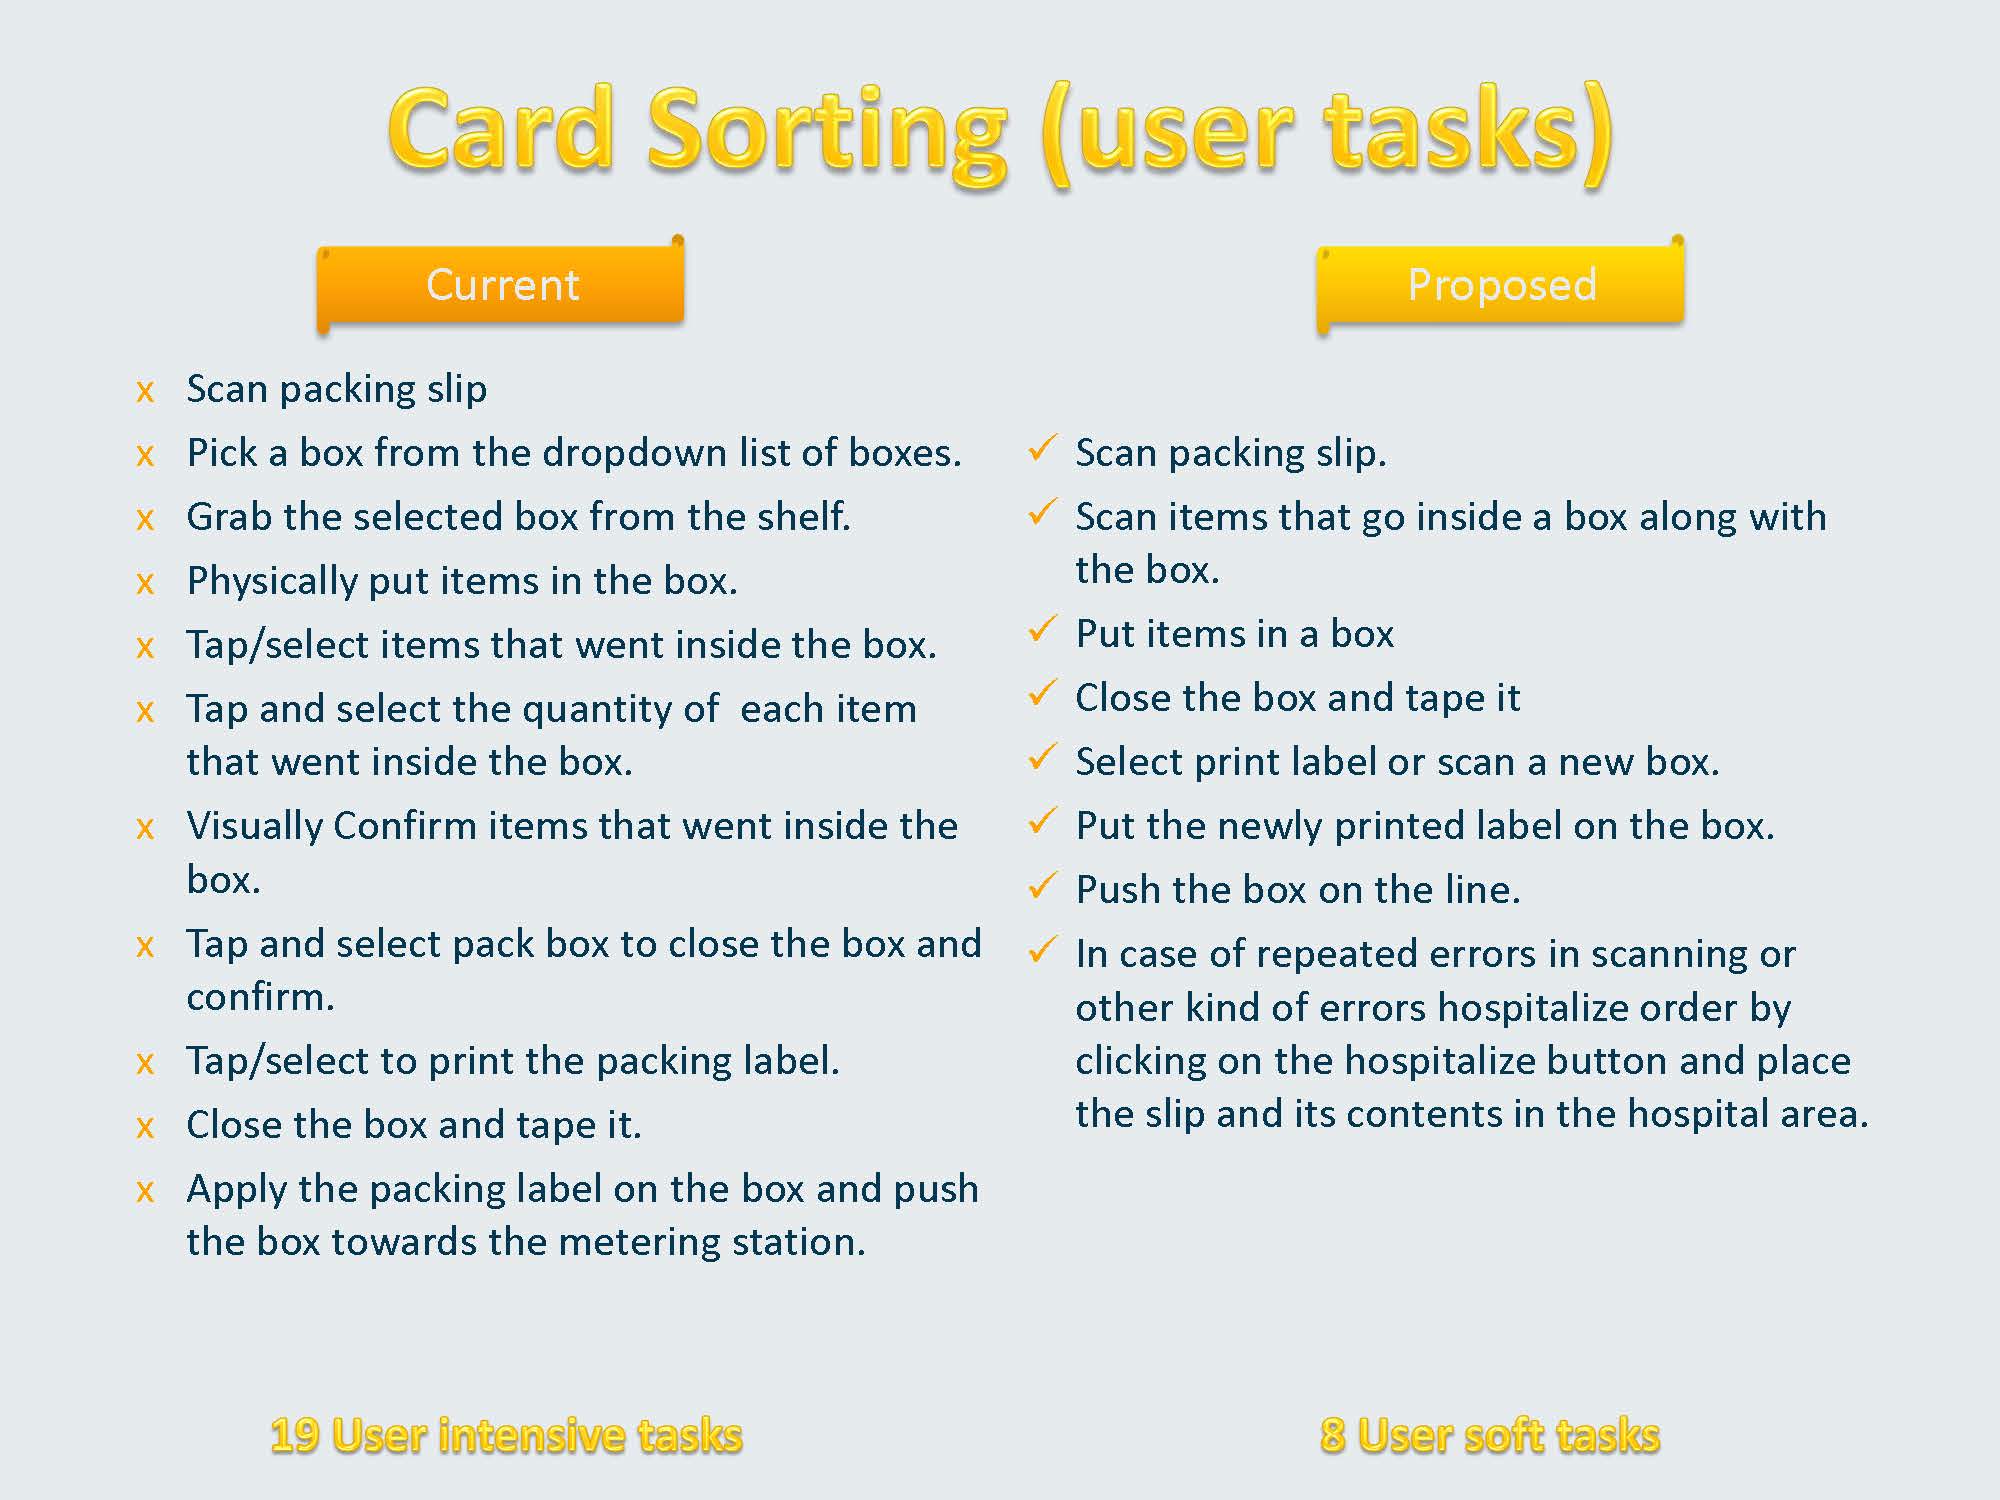 Card Sorting (user tasks)
Current
x Scan packing slip
x Pick a box from the dropdown list of boxes.
x Grab the selected box from the shelf.
x Physically put items in the box.
x Tap/select items that went inside the box.
x Tap and select the quantity of  each item
that went inside the box.
x Visually Confirm items that went inside the
box.
x Tap and select pack box to close the box and
confirm.
x Tap/select to print the packing label.
x Close the box and tape it.
x Apply the packing label on the box and push
the box towards the metering station.
19 User intensive tasks
Proposed
✓ Scan packing slip.
✓ Scan items that go inside a box along with
the box.
✓ Put items in a box
✓ Close the box and tape it
✓ Select print label or scan a new box.
✓ Put the newly printed label on the box.
✓ Push the box on the line.
✓ In case of repeated errors in scanning or
other kind of errors hospitalize order by
clicking on the hospitalize button and place
the slip and its contents in the hospital area.
8 User soft tasks